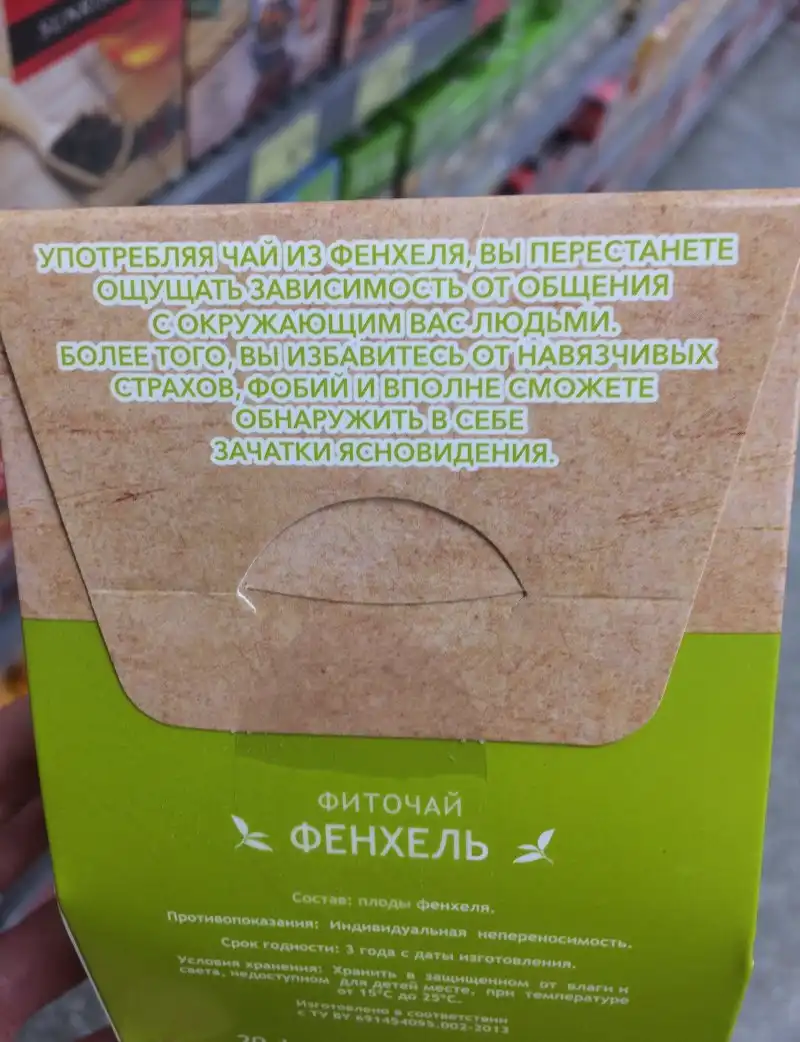 УПОТРЕБЛЯЯ ЧАЙ ИЗ ФЕНХЕЛЯ, ВЫ ПЕРЕСТАНЕТЕ
ОЩУЩАТЬ ЗАВИСИМОСТЬ ОТ ОБЩЕНИЯ
С ОКРУЖАЮЩИМ ВАС ЛЮДЬМИ.
БОЛЕЕ ТОГО, ВЫ ИЗБАВИТЕСЬ ОТ НАВЯЗЧИВЫХ
СТРАХОВ, ФОБИЙ И ВПОЛНЕ СМОЖЕТЕ
ОБНАРУЖИТЬ В СЕБЕ
ЗАЧАТКИ ЯСНОВИДЕНИЯ.
ФИТОЧАЙ
ФЕНХЕЛЬ
Состав: плоды фенхеля.
Противопоказания: Индивидуальная непереносимость.
Срок годности: 3 года с даты изготовления.
Условия хранения: Хранить в защищенном от влаги и
света, недоступном для детей месте, при температуре
от 15°С до 25°С.
Изготовлено в соответствии
с ТУ BY 691454095.002-2013